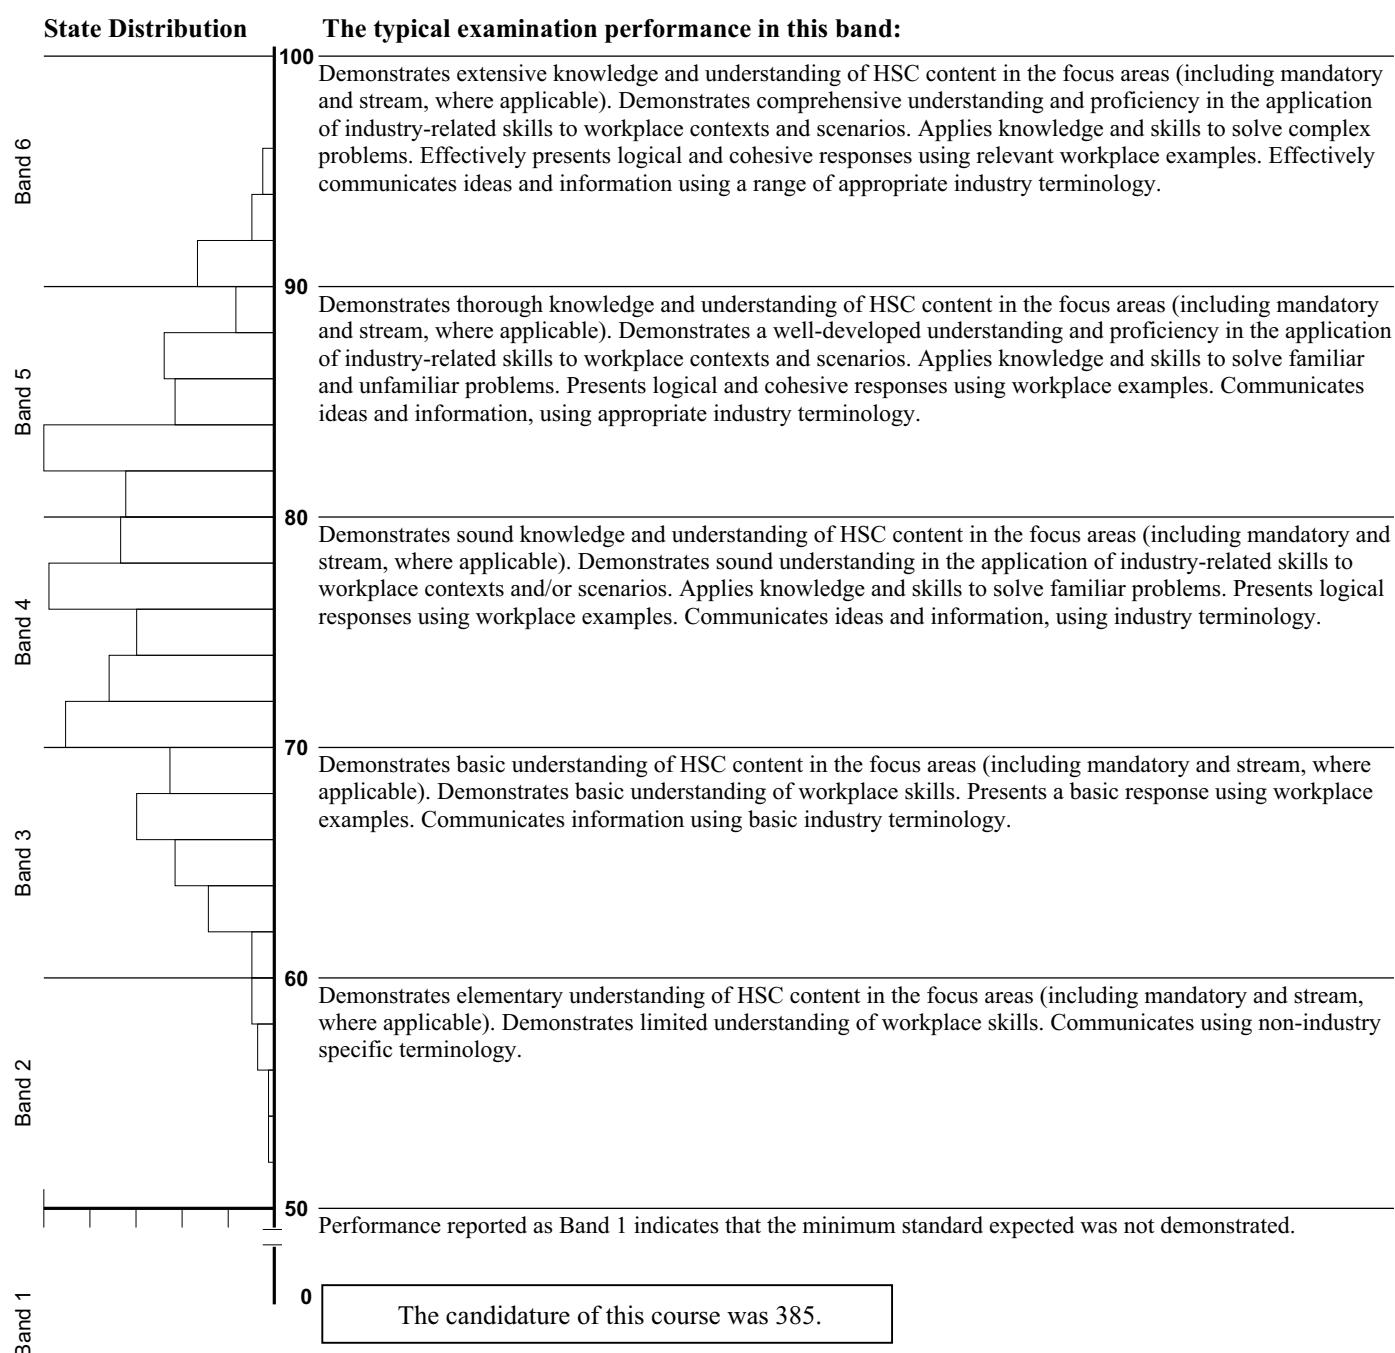 State Distribution
The typical examination performance in this band:
100
Demonstrates extensive knowledge and understanding of HSC content in the focus areas (including mandatory
and stream, where applicable). Demonstrates comprehensive understanding and proficiency in the application
of industry-related skills to workplace contexts and scenarios. Applies knowledge and skills to solve complex
problems. Effectively presents logical and cohesive responses using relevant workplace examples. Effectively
communicates ideas and information using a range of appropriate industry terminology.
Band 6
90
Demonstrates thorough knowledge and understanding of HSC content in the focus areas (including mandatory
and stream, where applicable). Demonstrates a well-developed understanding and proficiency in the application
of industry-related skills to workplace contexts and scenarios. Applies knowledge and skills to solve familiar
and unfamiliar problems. Presents logical and cohesive responses using workplace examples. Communicates
ideas and information, using appropriate industry terminology.
Band 5
80
Demonstrates sound knowledge and understanding of HSC content in the focus areas (including mandatory and
stream, where applicable). Demonstrates sound understanding in the application of industry-related skills to
workplace contexts and/or scenarios. Applies knowledge and skills to solve familiar problems. Presents logical
responses using workplace examples. Communicates ideas and information, using industry terminology.
Band 4
70
Demonstrates basic understanding of HSC content in the focus areas (including mandatory and stream, where
applicable). Demonstrates basic understanding of workplace skills. Presents a basic response using workplace
examples. Communicates information using basic industry terminology.
Band 3
60
Demonstrates elementary understanding of HSC content in the focus areas (including mandatory and stream,
where applicable). Demonstrates limited understanding of workplace skills. Communicates using non-industry
specific terminology.
Band 2
50
Performance reported as Band 1 indicates that the minimum standard expected was not demonstrated.
0
Band 1
The candidature of this course was 385.